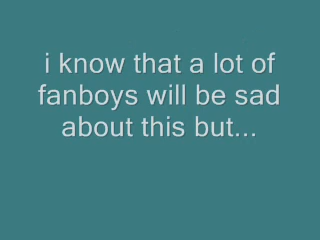 i know that a lot of
fanboys will be sad
about this but...